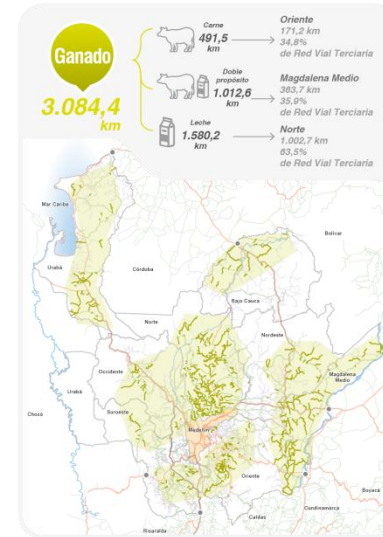 Ganado
3.084,4
km
Carne
491,5
km
Doble
propósito
1.012,6
km
Leche
1.580,2
km
Oriente
171,2 km
34,8%
de Red Vial Terciaria
Magdalena Medio
363,7 km
35,9%
de Red Vial Terciaria
Norte
1.002,7 km
63,5%
de Red Vial Terciaria
Mar Caribe
Bolívar
Urabá
Córdoba
Bajo Cauca
Norte
Nordeste
Occidente
Magdalena
Medio
Urabá
Suroeste
Chocó
Medellín
Oriente
Boyacá
Caldas
Cundinamarca
Risaralda